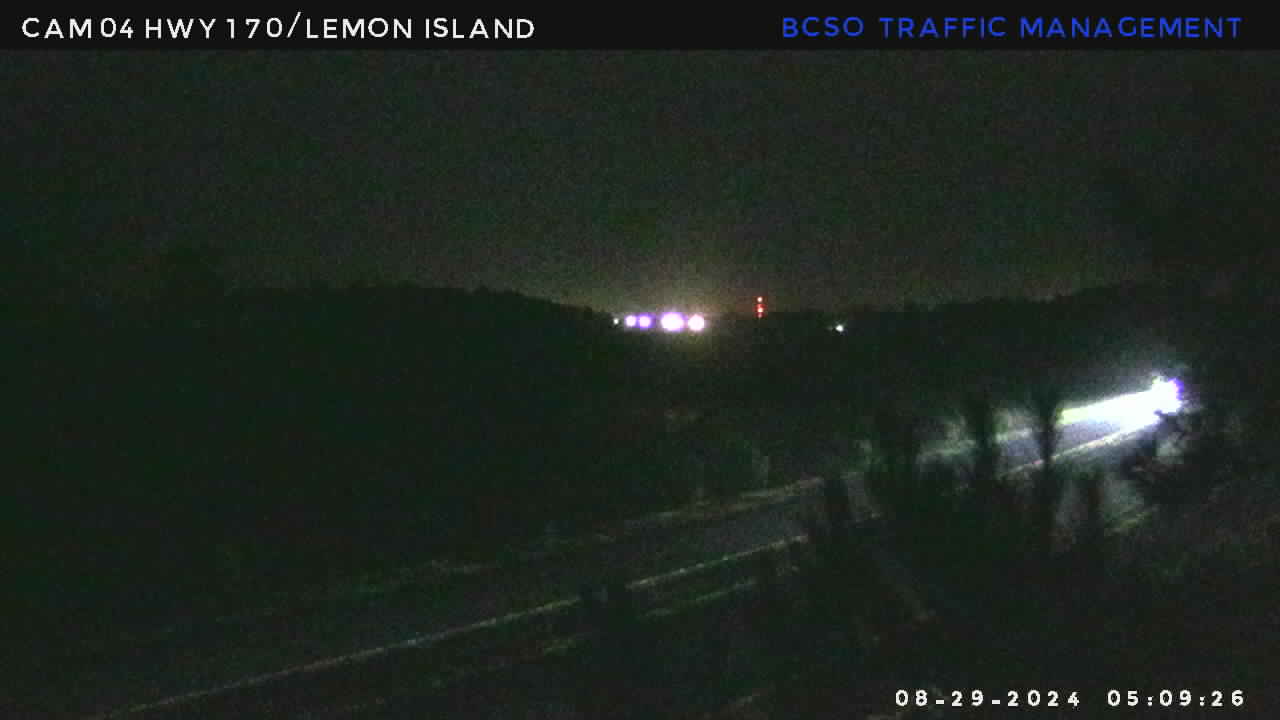 CAM04 HWY 170/LEMON ISLAND
BCSO TRAFFIC MANAGEMENT
08-29-2024 05:09:26